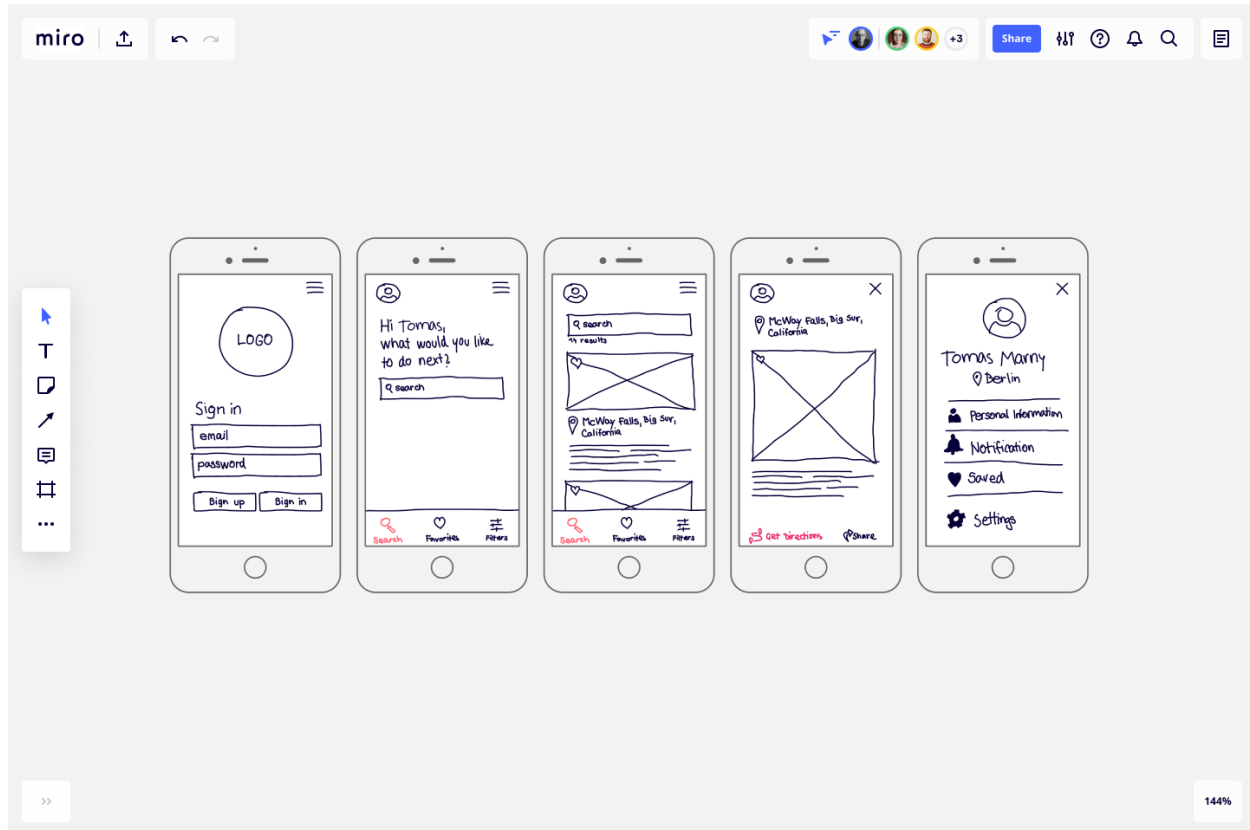 miro
+3
Share
LOGO
Sign in
email
password
Sign up
Sign in
Hi Tomas,
what would you like
to do next?
search
Search
Favorites
Filters
search
14 results
McWay Falls, Big Sur,
California
Search
Favorites
Filters
McWay Falls, Big Sur,
California
Get Directions
Share
Tomas Marny
Berlin
Personal Information
Notification
Saved
Settings
144%